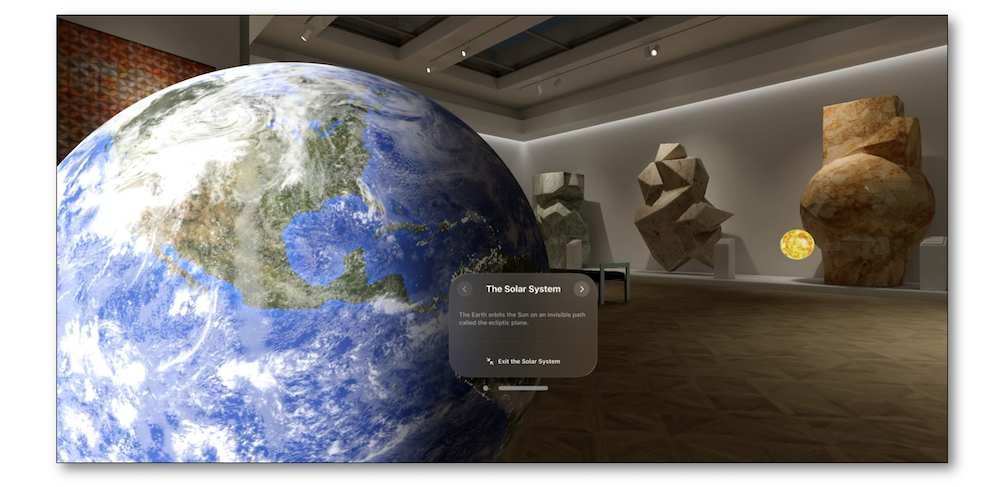 The Solar System
The Earth orbits the Sun on an invisible path
called the ecliptic plane.
Exit the Solar System